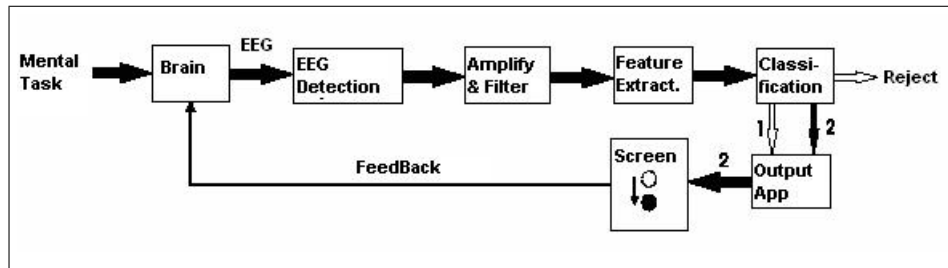 Mental
Task
Brain
EEG
EEG
Detection
Amplify
& Filter
Feature
Extract.
Classi-
fication
Reject
1
2
Output
App
2
Screen
FeedBack